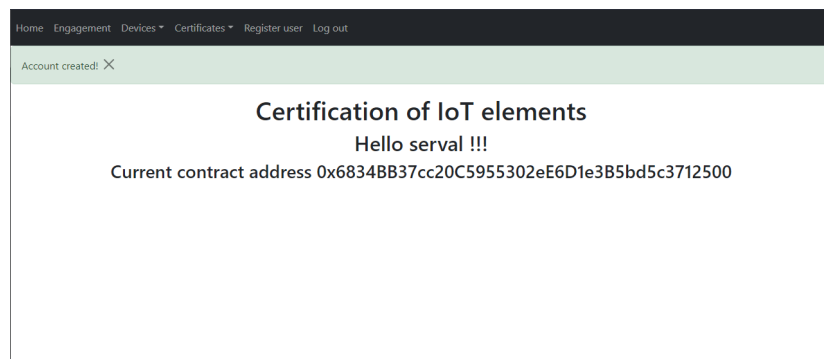 Home Engagement Devices Certificates Register user Log out
Account created!
Certification of IoT elements
Hello serval !!!
Current contract address 0x6834BB37cc20C5955302eE6D1e3B5bd5c3712500